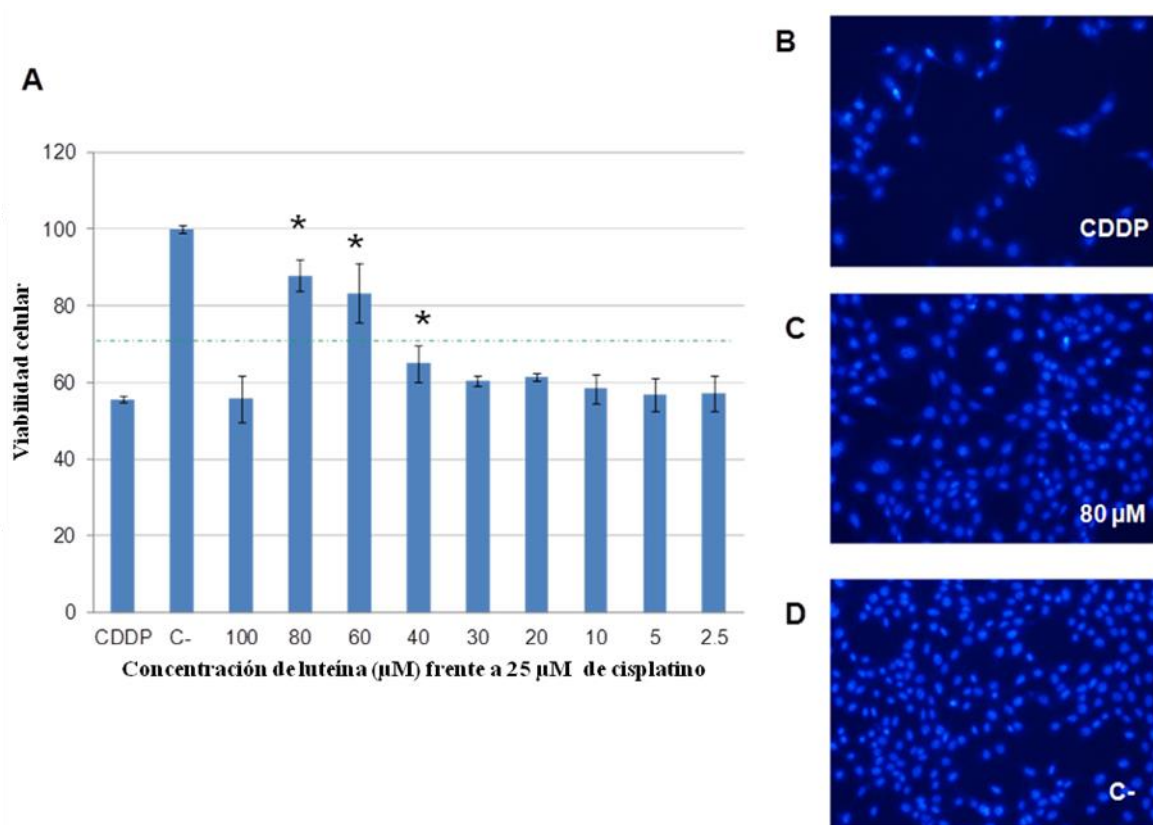 A
120
100
80
60
40
20
0
Viabilidad celular
* * *
CDDP C- 100 80 60 40 30 20 10 5 2.5
Concentración de luteína (µM) frente a 25 µM de cisplatino
B
CDDP
C
80 µM
D
C-